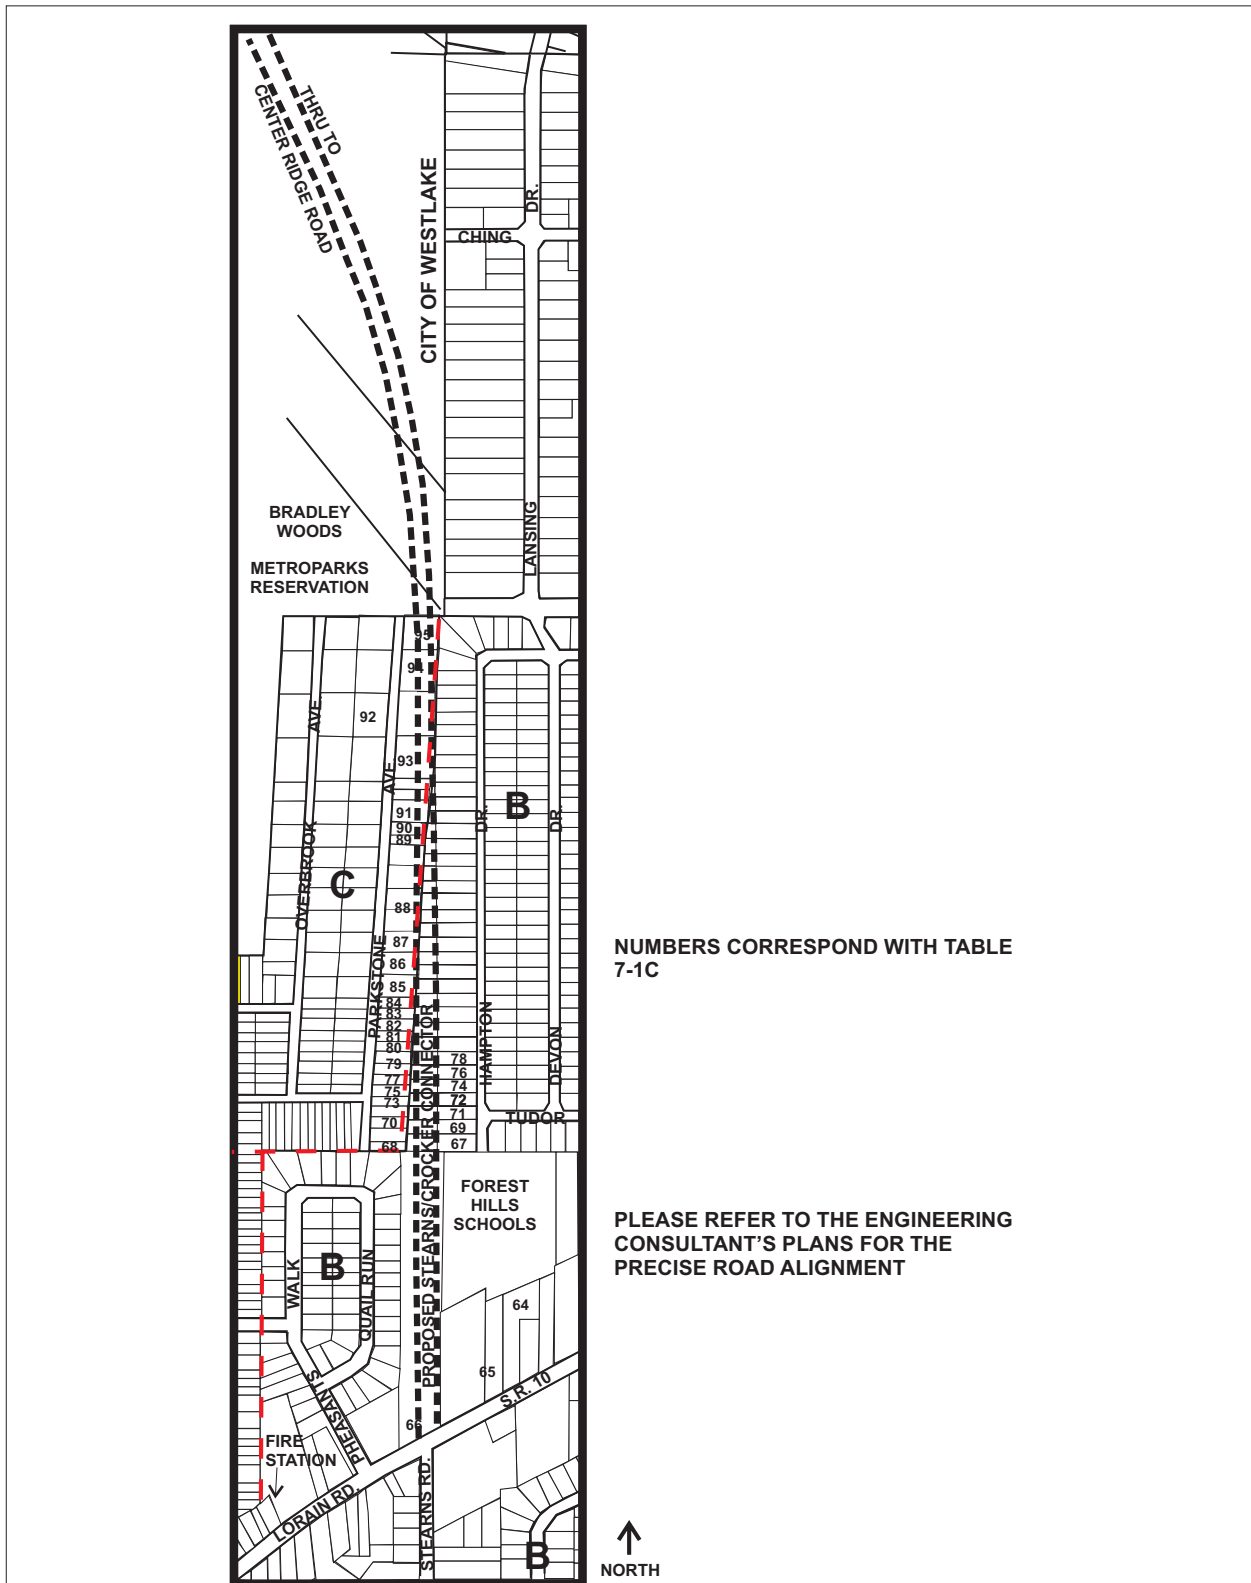 THRU TO
CENTER RIDGE ROAD
CITY OF WESTLAKE
DR.
CHING
LANSING
BRADLEY
WOODS
METROPARKS
RESERVATION
95
94
92
AVE.
93
AVE.
B
DR.
DR.
91
90
89
OVERBROOK
C
88
87
86
PARKSTONE
85
84
83
82
81
80
79
77
75
73
70
68
HAMPTON
DEVON
78
76
74
72
71
69
67
TUDOR
NUMBERS CORRESPOND WITH TABLE
7-1C
PROPOSED STEARNS/CROCKER CONNECTOR
FOREST
HILLS
SCHOOLS
PLEASE REFER TO THE ENGINEERING
CONSULTANT'S PLANS FOR THE
PRECISE ROAD ALIGNMENT
WALK
B
QUAIL RUN
64
65
S.R. 10
66
PHEASANTS
FIRE
STATION
LORAIN RD.
STEARNS RD.
B
NORTH